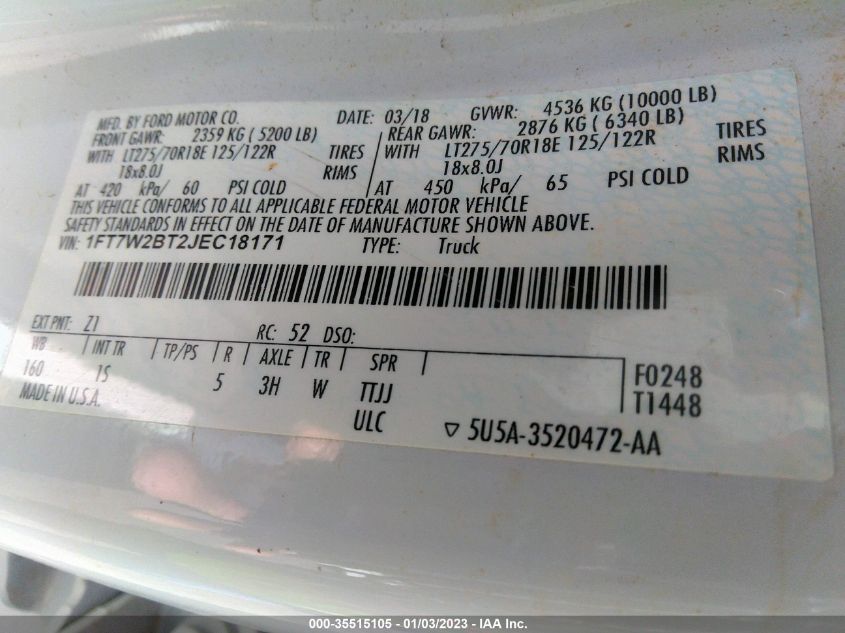 MFD. BY FORD MOTOR CO. DATE: 03/18 GVWR: 4536 KG (10000 LB)
FRONT GAWR: 2359 KG ( 5200 LB) REAR GAWR: 2876 KG ( 6340 LB)
WITH LT275/70R18E 125/122R TIRES WITH LT275/70R18E 125/122R TIRES
18x8.0J RIMS 18x8.0J RIMS
AT 420 kPa/ 60 PSI COLD AT 450 kPa/ 65 PSI COLD
THIS VEHICLE CONFORMS TO ALL APPLICABLE FEDERAL MOTOR VEHICLE
SAFETY STANDARDS IN EFFECT ON THE DATE OF MANUFACTURE SHOWN ABOVE.
VIN: 1FT7W2BT2JEC18171 TYPE: Truck
EXT PNT: Z1 RC: 52 DSO:
WB INT TR TP/PS R AXLE TR SPR
160 1S 5 3H W TTJJ F0248
MADE IN U.S.A. ULC T1448
▽ 5U5A-3520472-AA
000-35515105 - 01/03/2023 - IAA Inc.